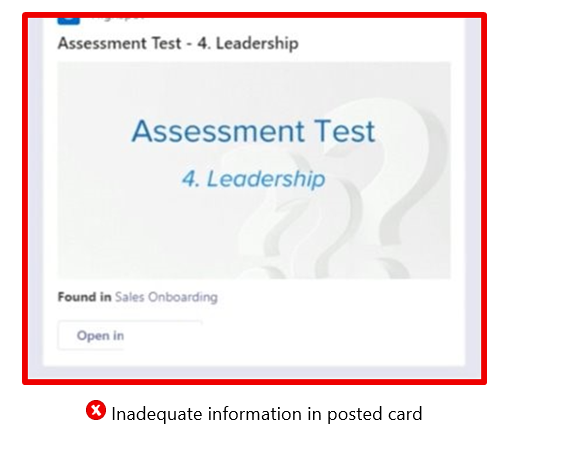 Assessment Test - 4. Leadership
Assessment Test
4. Leadership
Found in Sales Onboarding
Open in
Inadequate information in posted card